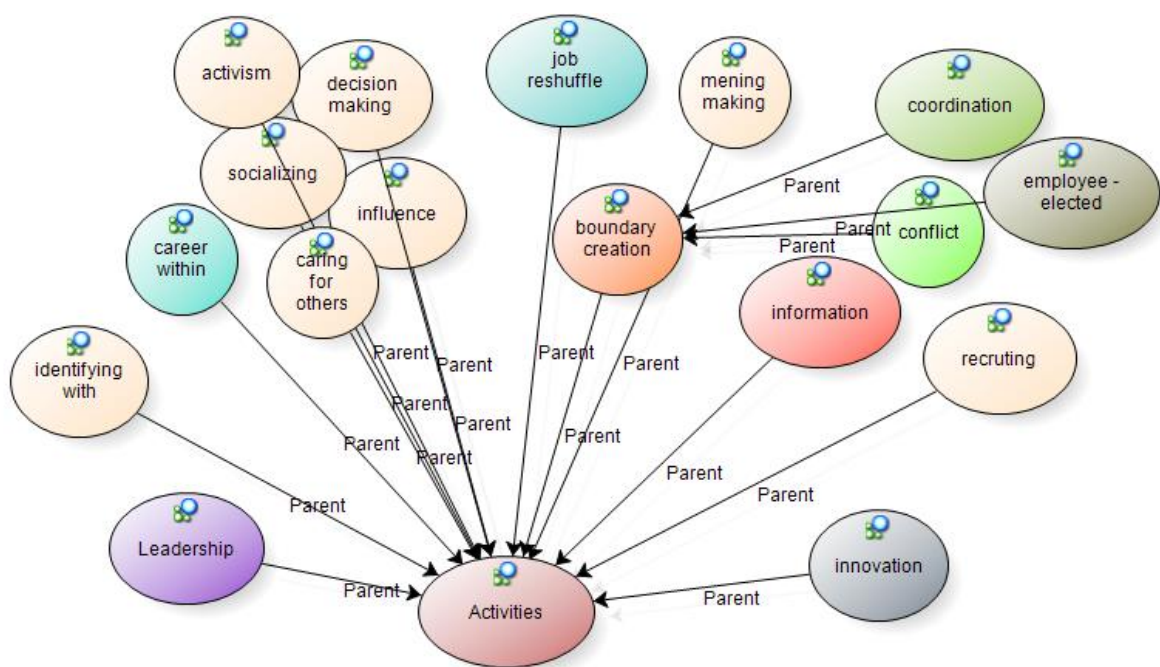 activism
decision
making
job
reshuffle
mening
making
coordination
socializing
influence
employee -
elected
Parent
career
within
boundary
creation
Parent
Parent
conflict
caring
for
others
information
identifying
with
recruting
Parent
Parent
Parent
Parent
Parent
Parent
Parent
Parent
Parent
Parent
Parent
Parent
Leadership
innovation
Parent
Parent
Activities